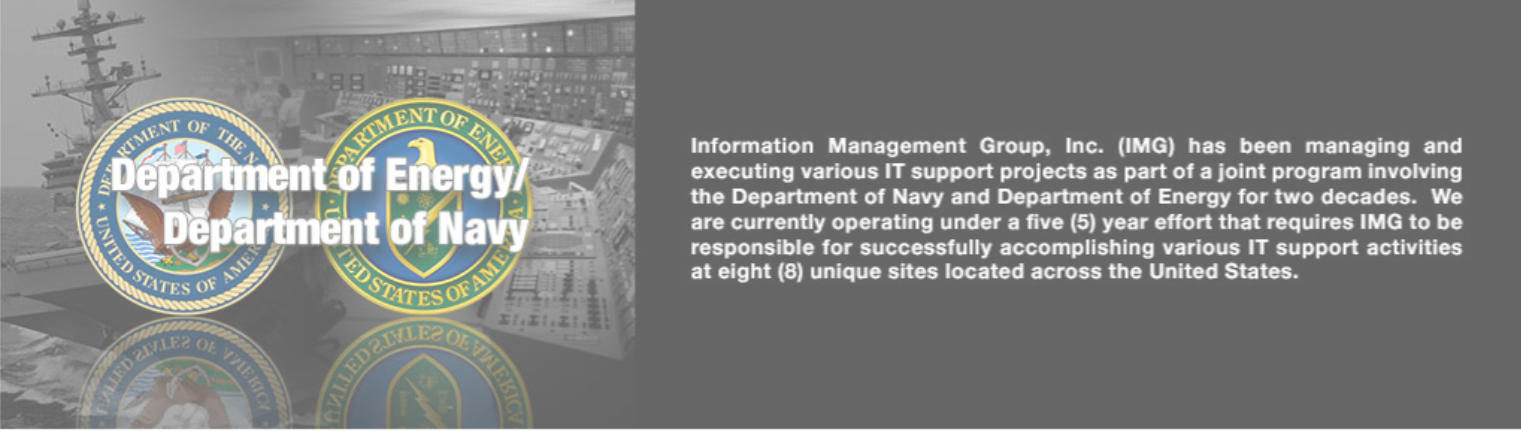 DEPARTMENT OF THE N
UNITED STATES OF AMERI
DEPARTMENT OF ENERG
UNITED STATES OF AMERICA
Department of Energy/
Department of Navy
Information Management Group, Inc. (IMG) has been managing and
executing various IT support projects as part of a joint program involving
the Department of Navy and Department of Energy for two decades. We
are currently operating under a five (5) year effort that requires IMG to be
responsible for successfully accomplishing various IT support activities
at eight (8) unique sites located across the United States.